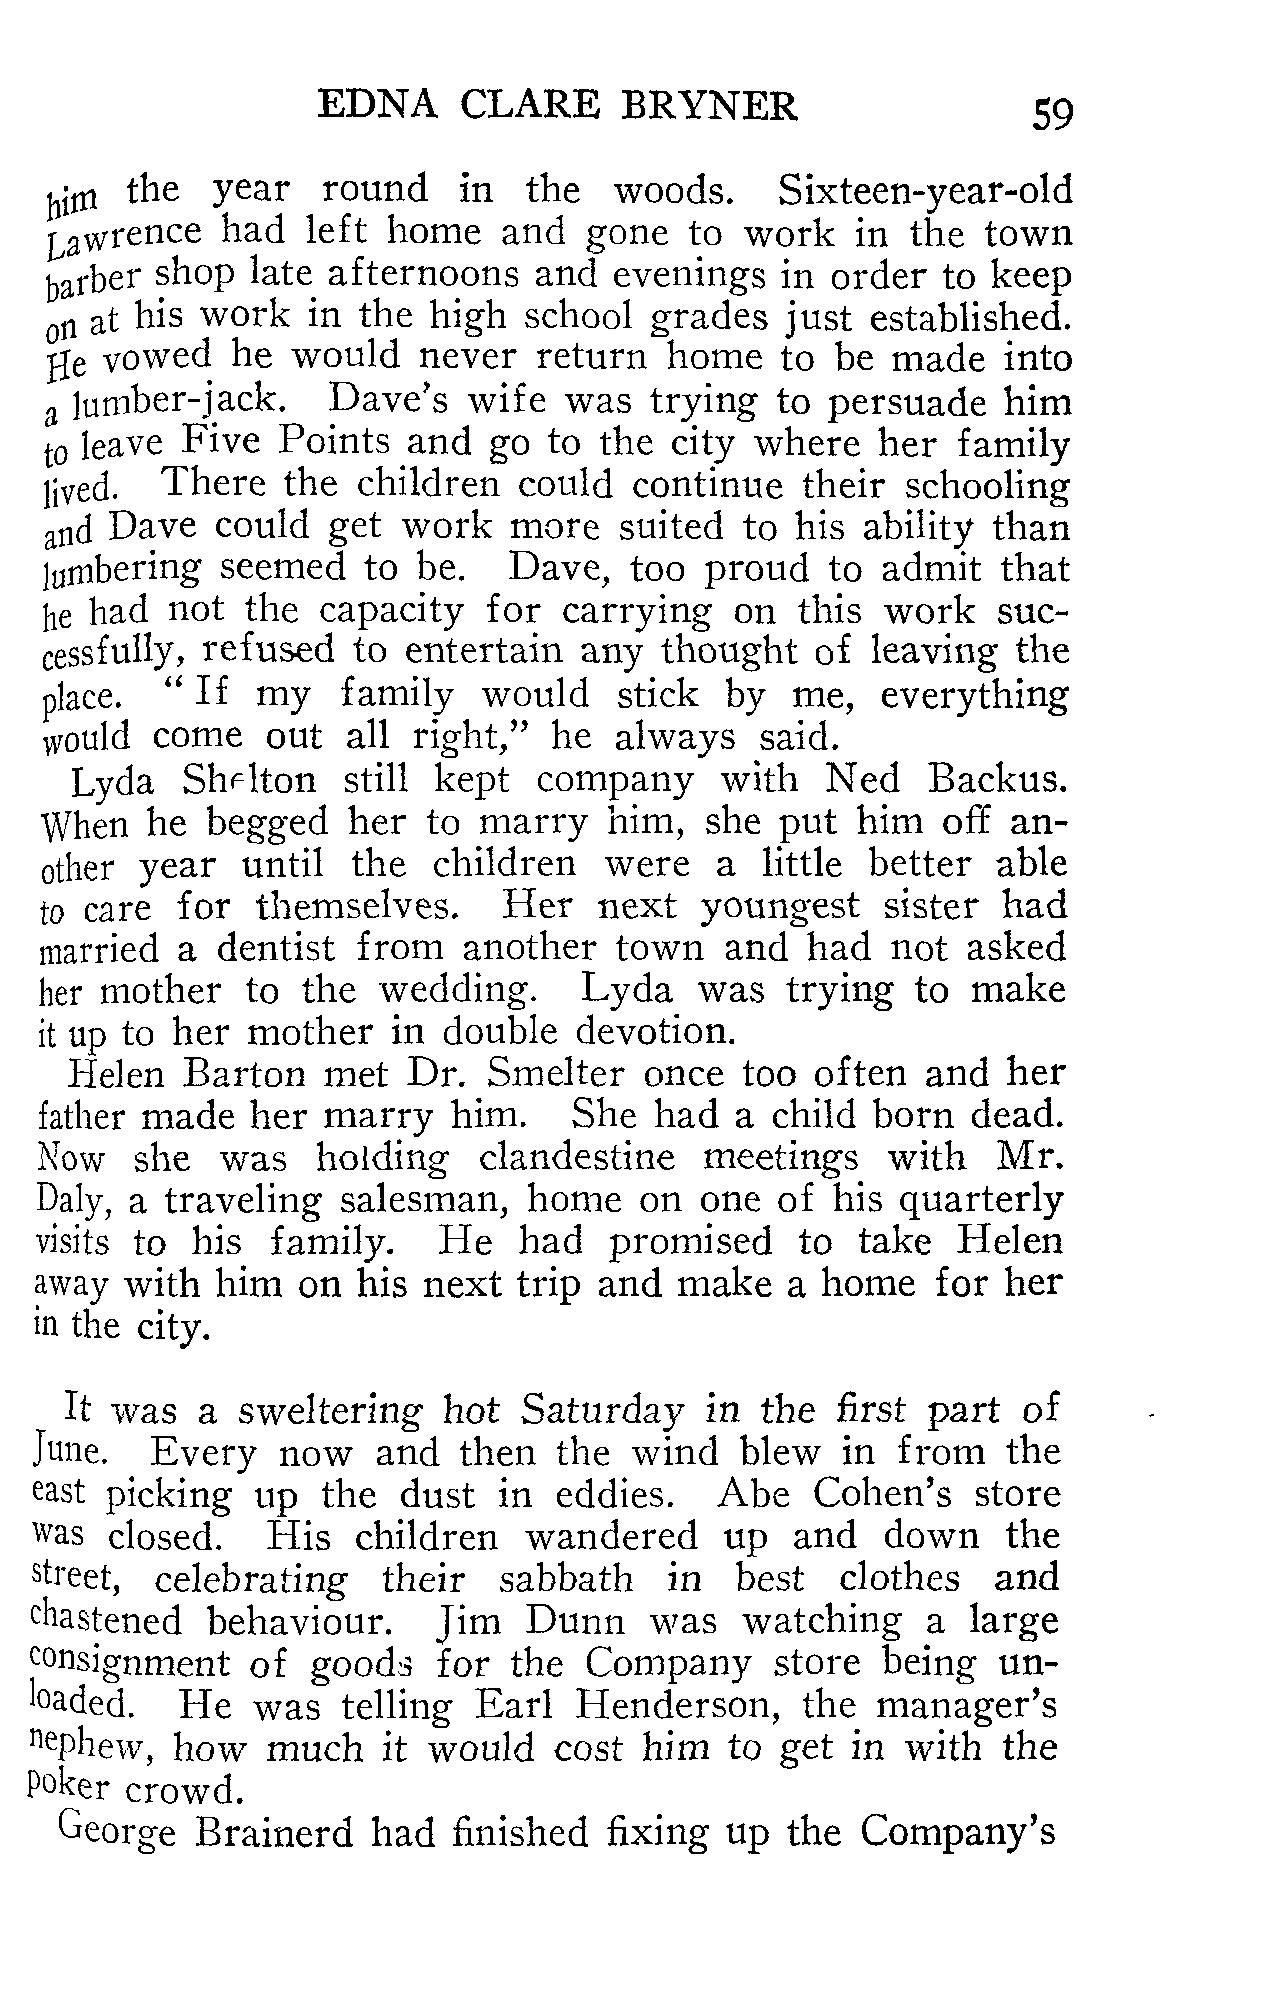 EDNA CLARE BRYNER 59
him the year round in the woods. Sixteen-year-old
Lawrence had left home and gone to work in the town
barber shop late afternoons and evenings in order to keep
on at his work in the high school grades just established.
He vowed he would never return home to be made into
a lumber-jack. Dave's wife was trying to persuade him
to leave Five Points and go to the city where her family
lived. There the children could continue their schooling
and Dave could get work more suited to his ability than
lumbering seemed to be. Dave, too proud to admit that
he had not the capacity for carrying on this work suc-
cessfully, refused to entertain any thought of leaving the
place. "If my family would stick by me, everything
would come out all right," he always said.
Lyda Shelton still kept company with Ned Backus.
When he begged her to marry him, she put him off an-
other year until the children were a little better able
to care for themselves. Her next youngest sister had
married a dentist from another town and had not asked
her mother to the wedding. Lyda was trying to make
it up to her mother in double devotion.
Helen Barton met Dr. Smelter once too often and her
father made her marry him. She had a child born dead.
Now she was holding clandestine meetings with Mr.
Daly, a traveling salesman, home on one of his quarterly
visits to his family. He had promised to take Helen
away with him on his next trip and make a home for her
in the city.
It was a sweltering hot Saturday in the first part of
June. Every now and then the wind blew in from the
east picking up the dust in eddies. Abe Cohen's store
was closed. His children wandered up and down the
street, celebrating their sabbath in best clothes and
chastened behaviour. Jim Dunn was watching a large
consignment of goods for the Company store being un-
loaded. He was telling Earl Henderson, the manager's
nephew, how much it would cost him to get in with the
poker crowd.
George Brainerd had finished fixing up the Company's